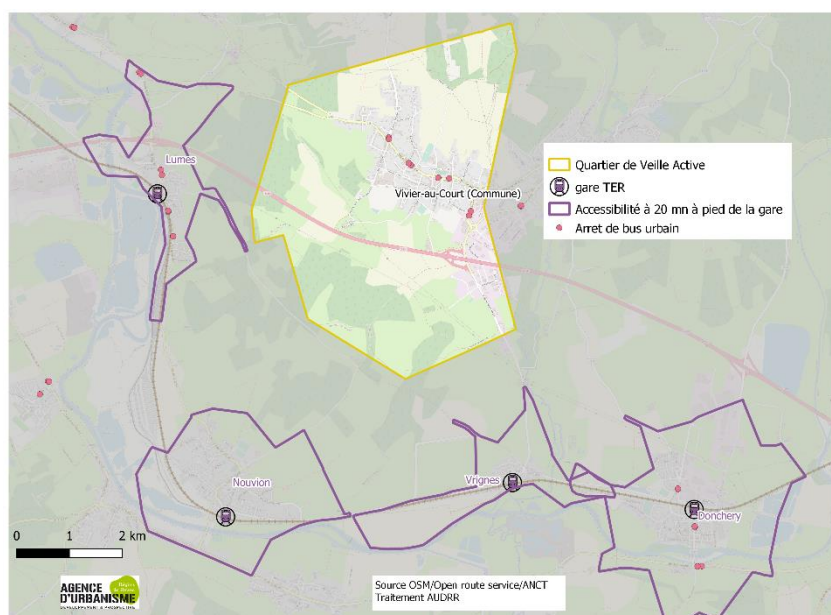 Lumes
Vivier-au-Court (Commune)
Quartier de Veille Active
gare TER
Accessibilité à 20 mn à pied de la gare
Arret de bus urbain
Nouvion
Vrignes
Donchery
0 1 2 km
AGENCE
D'URBANISME
Source OSM/Open route service/ANCT
Traitement AUDRR